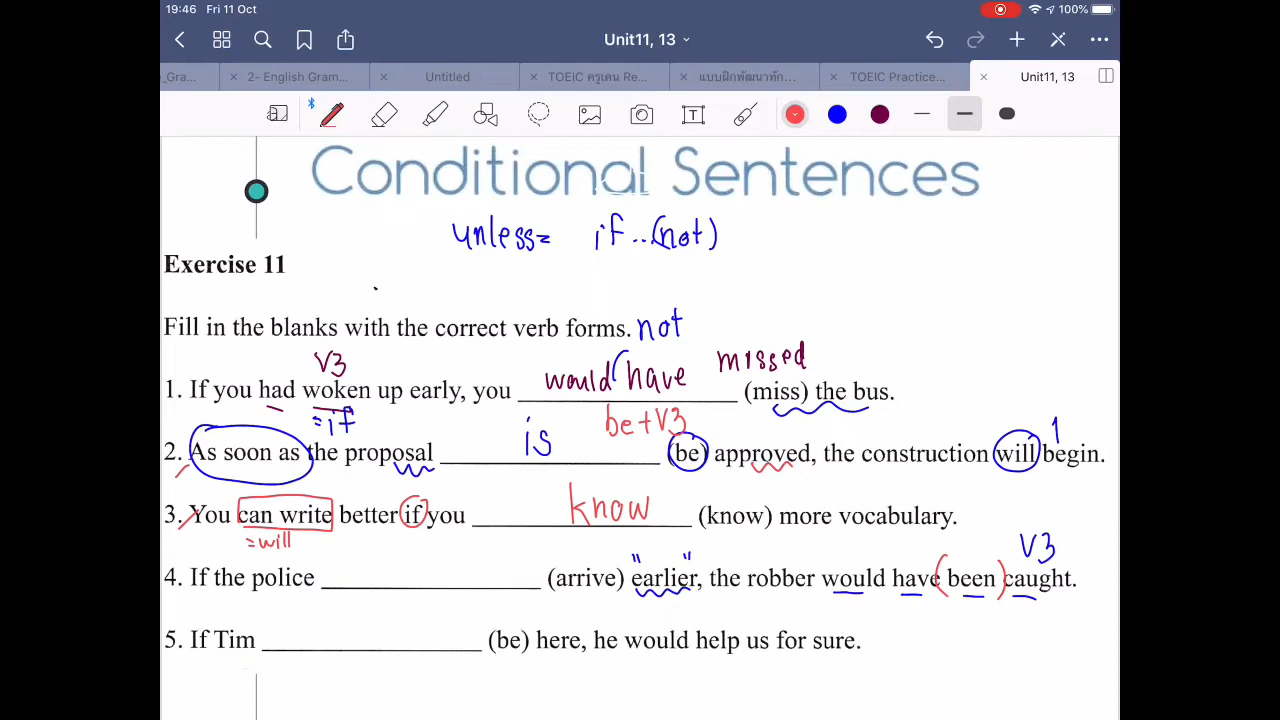 19:46 Fri 11 Oct 100%
Unit11, 13
_Gra... 2- English Gram... Untitled TOEIC ครูเคน Re... แบบฝึกพัฒนาทัก... TOEIC Practice... Unit11, 13
Conditional Sentences
unless= if..(not)
Exercise 11
Fill in the blanks with the correct verb forms. not
V3 would have missed
1. If you had woken up early, you ____________ (miss) the bus.
=if is be+V3 1
2. As soon as the proposal ____________ (be) approved, the construction will begin.
know
3. You can write better if you ____________ (know) more vocabulary.
=will V3
4. If the police ____________ (arrive) "earlier", the robber would have (been) caught.
5. If Tim ____________ (be) here, he would help us for sure.